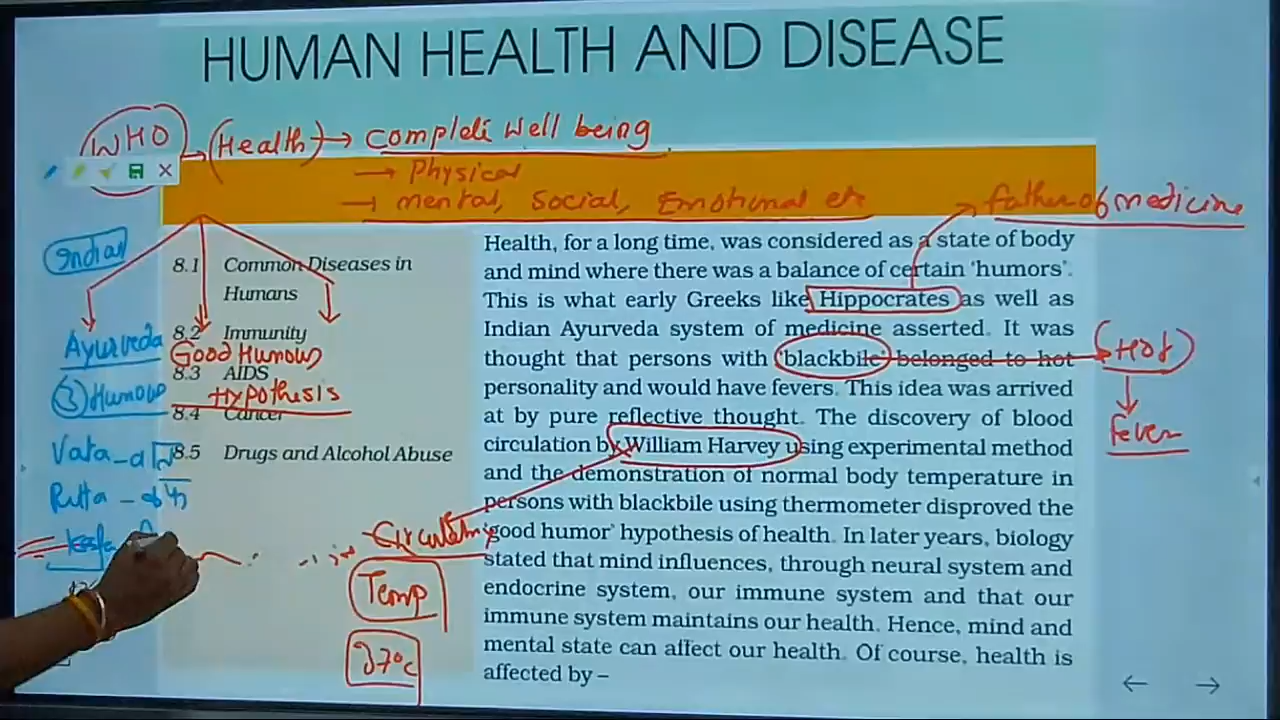 HUMAN HEALTH AND DISEASE
WHO → (Health) → compleli well being
→ Physical
→ mental, Social, Emotional etc
father of medicine
Indian
Ayurveda
③ Humous
Vata
Pitta
kasfa
Good Humous
Hypothesis
8.1 Common Diseases in
Humans
8.2 Immunity
8.3 AIDS
8.4 Cancer
8.5 Drugs and Alcohol Abuse
Health, for a long time, was considered as a state of body
and mind where there was a balance of certain 'humors'.
This is what early Greeks like Hippocrates as well as
Indian Ayurveda system of medicine asserted. It was
thought that persons with 'blackbile' belonged to hot
personality and would have fevers. This idea was arrived
at by pure reflective thought. The discovery of blood
circulation by William Harvey using experimental method
and the demonstration of normal body temperature in
persons with blackbile using thermometer disproved the
'good humor' hypothesis of health. In later years, biology
stated that mind influences, through neural system and
endocrine system, our immune system and that our
immune system maintains our health. Hence, mind and
mental state can affect our health. Of course, health is
affected by –
(Hot)
fever
Temp
37°c